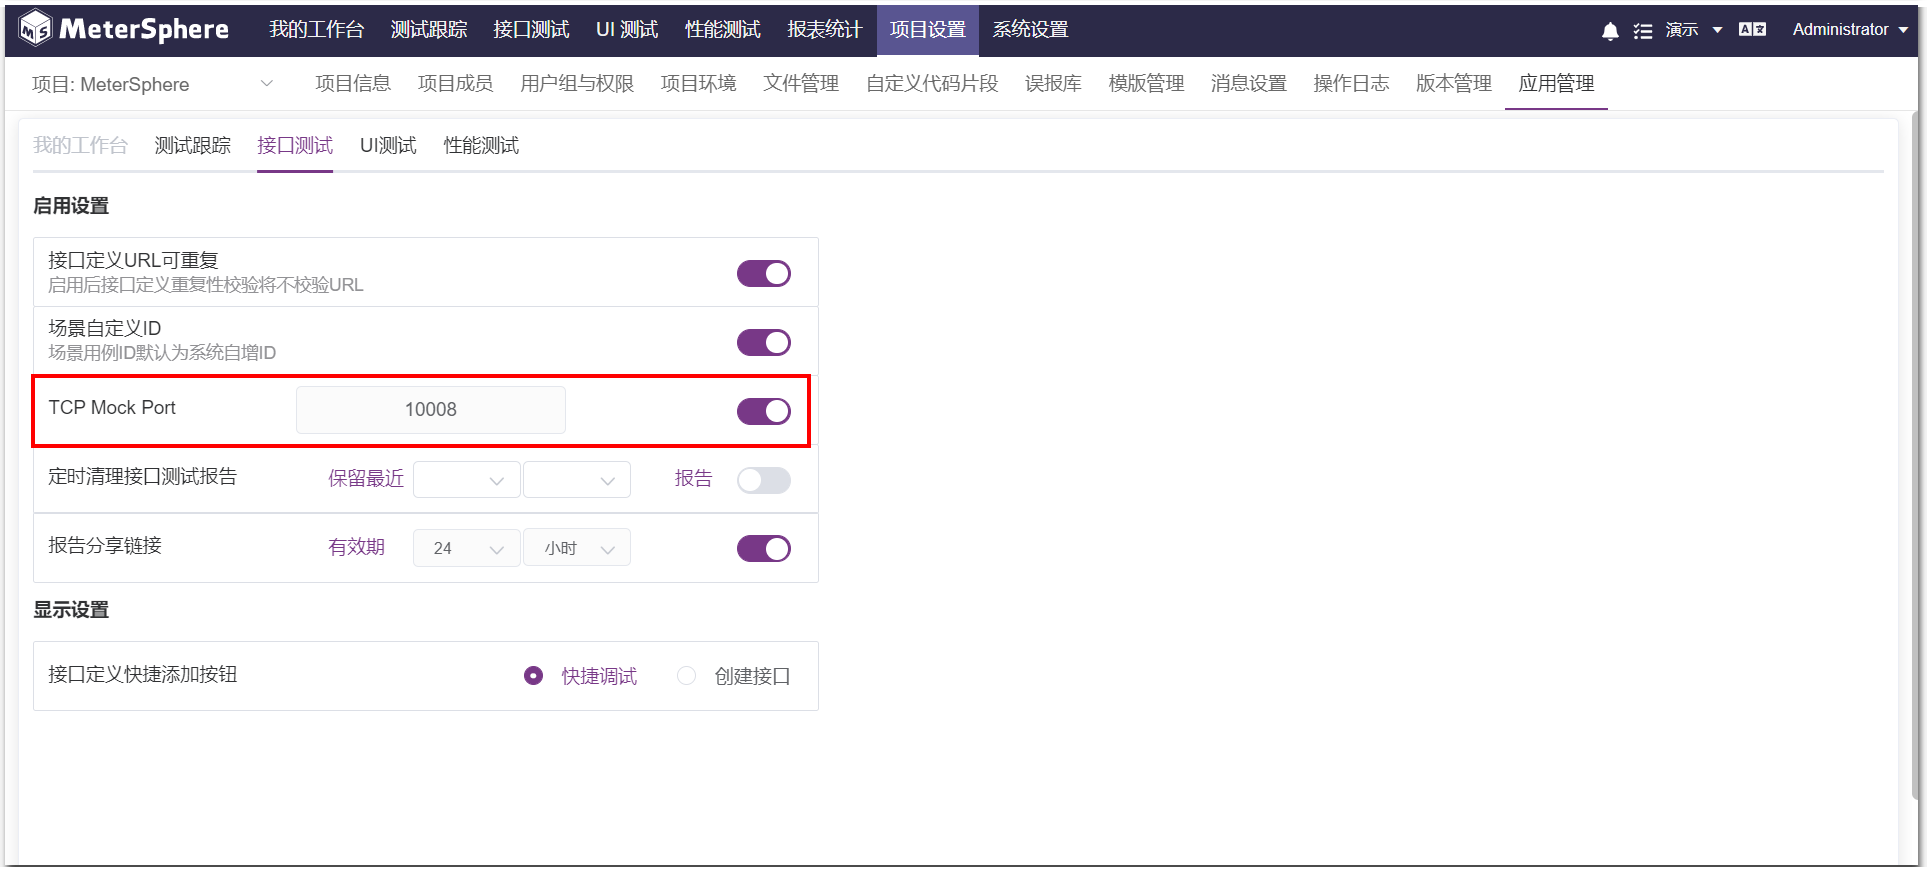 MeterSphere 我的工作台 测试跟踪 接口测试 UI 测试 性能测试 报表统计 项目设置 系统设置 演示 Administrator
项目: MeterSphere 项目信息 项目成员 用户组与权限 项目环境 文件管理 自定义代码片段 误报库 模版管理 消息设置 操作日志 版本管理 应用管理
我的工作台 测试跟踪 接口测试 UI测试 性能测试
启用设置
接口定义URL可重复
启用后接口定义重复性校验将不校验URL
场景自定义ID
场景用例ID默认为系统自增ID
TCP Mock Port 10008
定时清理接口测试报告 保留最近 报告
报告分享链接 有效期 24 小时
显示设置
接口定义快捷添加按钮 快捷调试 创建接口